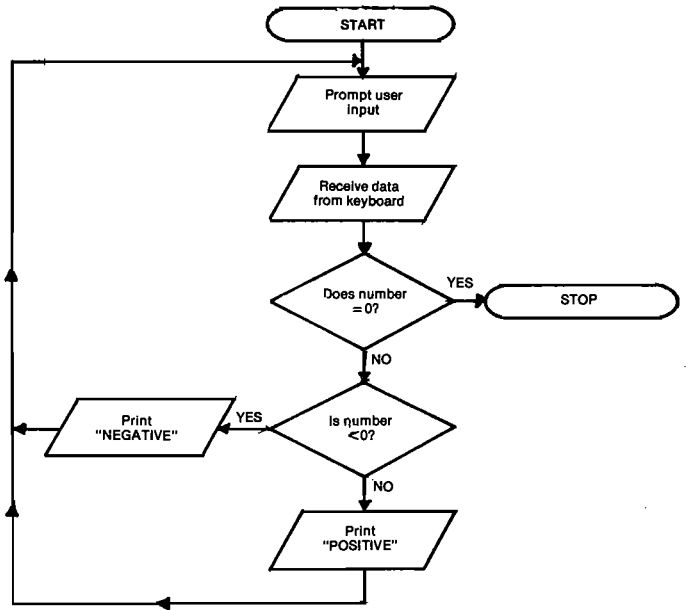 START
Prompt user
input
Receive data
from keyboard
Does number
=0?
YES
STOP
NO
Is number
<0?
YES
Print
"NEGATIVE"
NO
Print
"POSITIVE"